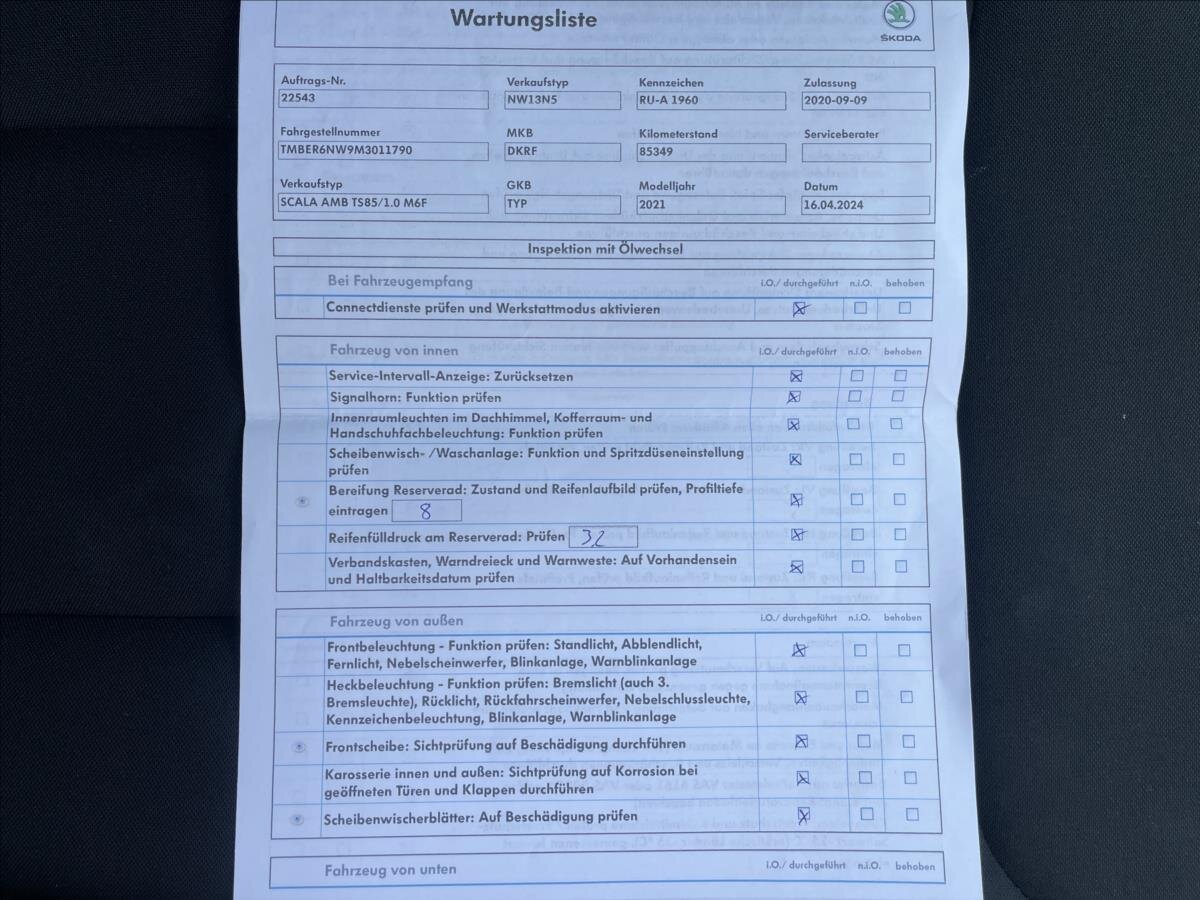 Wartungsliste
ŠKODA
Auftrags-Nr. Verkaufstyp Kennzeichen Zulassung
22543 NW13N5 RU-A 1960 2020-09-09
Fahrgestellnummer MKB Kilometerstand Serviceberater
TMBER6NW9M3011790 DKRF 85349
Verkaufstyp GKB Modelljahr Datum
SCALA AMB TS85/1.0 M6F TYP 2021 16.04.2024
Inspektion mit Ölwechsel
Bei Fahrzeugempfang i.O./ durchgeführt n.i.O. behoben
Connectdienste prüfen und Werkstattmodus aktivieren
Fahrzeug von innen i.O./ durchgeführt n.i.O. behoben
Service-Intervall-Anzeige: Zurücksetzen
Signalhorn: Funktion prüfen
Innenraumleuchten im Dachhimmel, Kofferraum- und
Handschuhfachbeleuchtung: Funktion prüfen
Scheibenwisch- /Waschanlage: Funktion und Spritzdüseneinstellung
prüfen
Bereifung Reserverad: Zustand und Reifenlaufbild prüfen, Profiltiefe
eintragen 8
Reifenfülldruck am Reserverad: Prüfen 3,2
Verbandskasten, Warndreieck und Warnweste: Auf Vorhandensein
und Haltbarkeitsdatum prüfen
Fahrzeug von außen i.O./ durchgeführt n.i.O. behoben
Frontbeleuchtung - Funktion prüfen: Standlicht, Abblendlicht,
Fernlicht, Nebelscheinwerfer, Blinkanlage, Warnblinkanlage
Heckbeleuchtung - Funktion prüfen: Bremslicht (auch 3.
Bremsleuchte), Rücklicht, Rückfahrscheinwerfer, Nebelschlussleuchte,
Kennzeichenbeleuchtung, Blinkanlage, Warnblinkanlage
Frontscheibe: Sichtprüfung auf Beschädigung durchführen
Karosserie innen und außen: Sichtprüfung auf Korrosion bei
geöffneten Türen und Klappen durchführen
Scheibenwischerblätter: Auf Beschädigung prüfen
Fahrzeug von unten i.O./ durchgeführt n.i.O. behoben